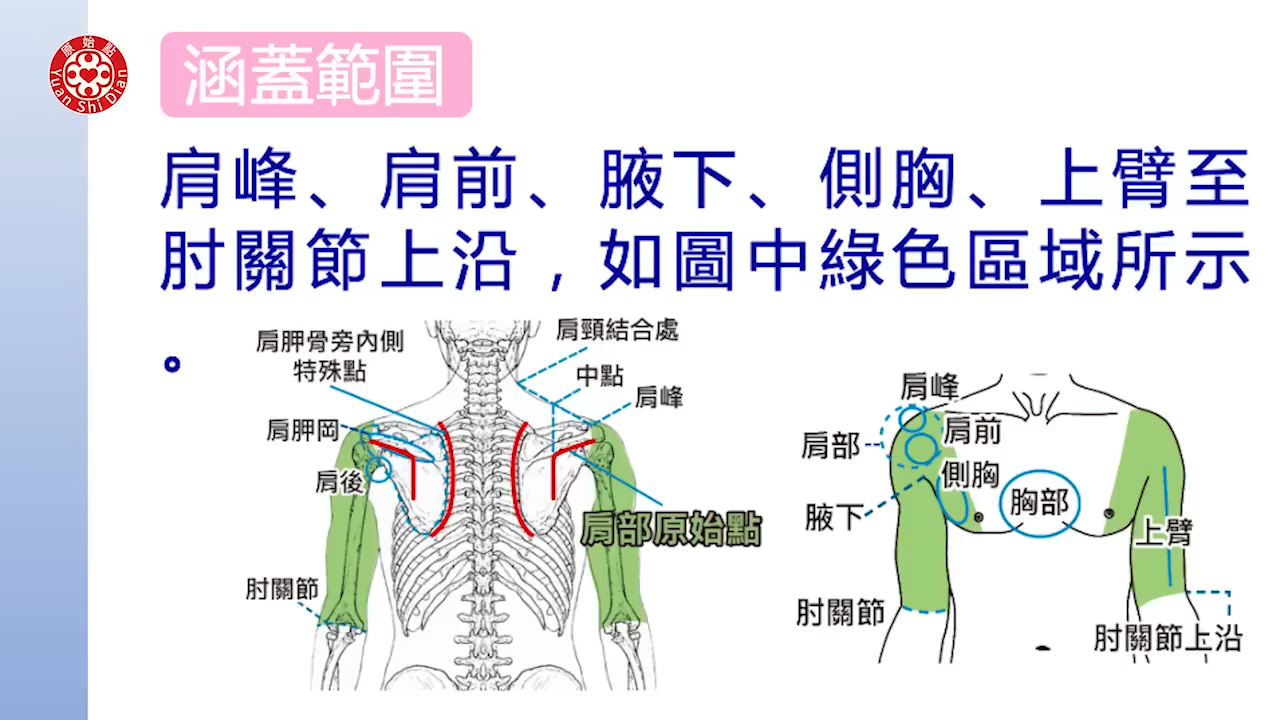 原始點
Yuan Shi Dian
涵蓋範圍
肩峰、肩前、腋下、側胸、上臂至
肘關節上沿，如圖中綠色區域所示
。
肩胛骨旁內側
特殊點
肩胛岡
肩後
肘關節
肩頸結合處
中點
肩峰
肩部原始點
肩峰
肩部
肩前
側胸
腋下
胸部
上臂
肘關節
肘關節上沿